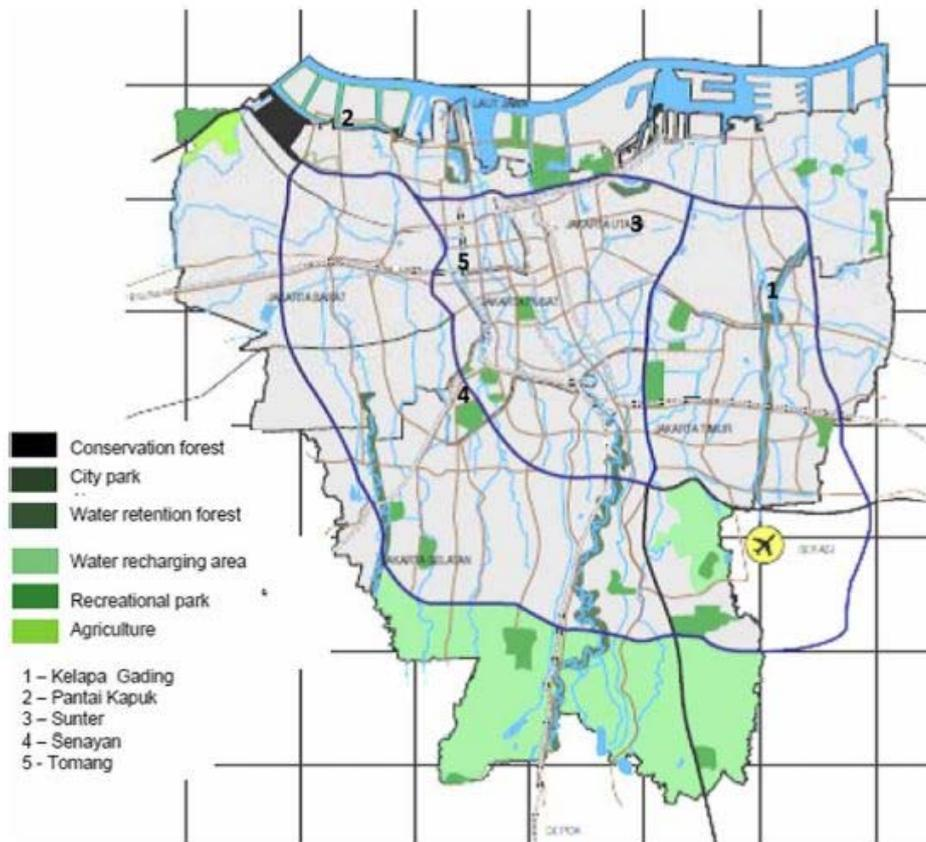 LAUT JAWA
2
JAKARTA UTA
3
5
1
JAKARTA BARAT
JAKARTA PUSAT
4
JAKARTA TIMUR
Conservation forest
City park
Water retention forest
BEKASI
Water recharging area
JAKARTA SELATAN
Recreational park
Agriculture
1 – Kelapa Gading
2 – Pantai Kapuk
3 – Sunter
4 – Senayan
5 - Tomang
DEPOK